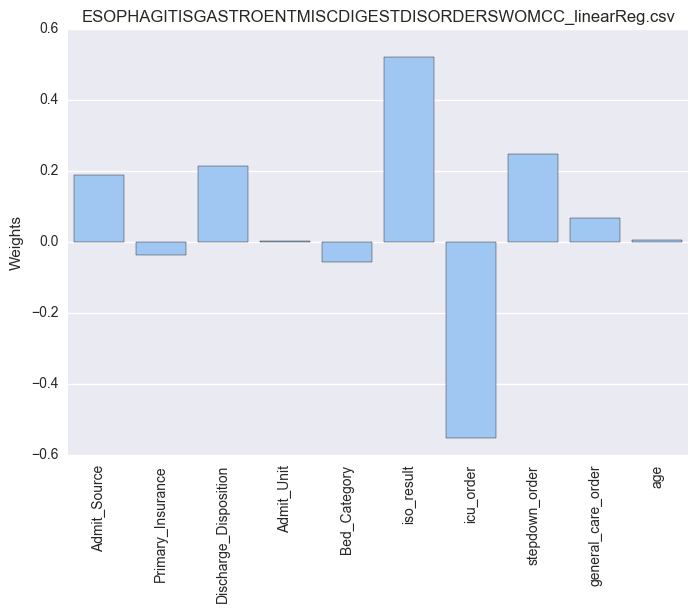 ESOPHAGITISGASTROENTMISCDIGESTDISORDERSWOMCC_linearReg.csv
0.6
0.4
0.2
0.0
−0.2
−0.4
−0.6
Weights
Admit_Source
Primary_Insurance
Discharge_Disposition
Admit_Unit
Bed_Category
iso_result
icu_order
stepdown_order
general_care_order
age